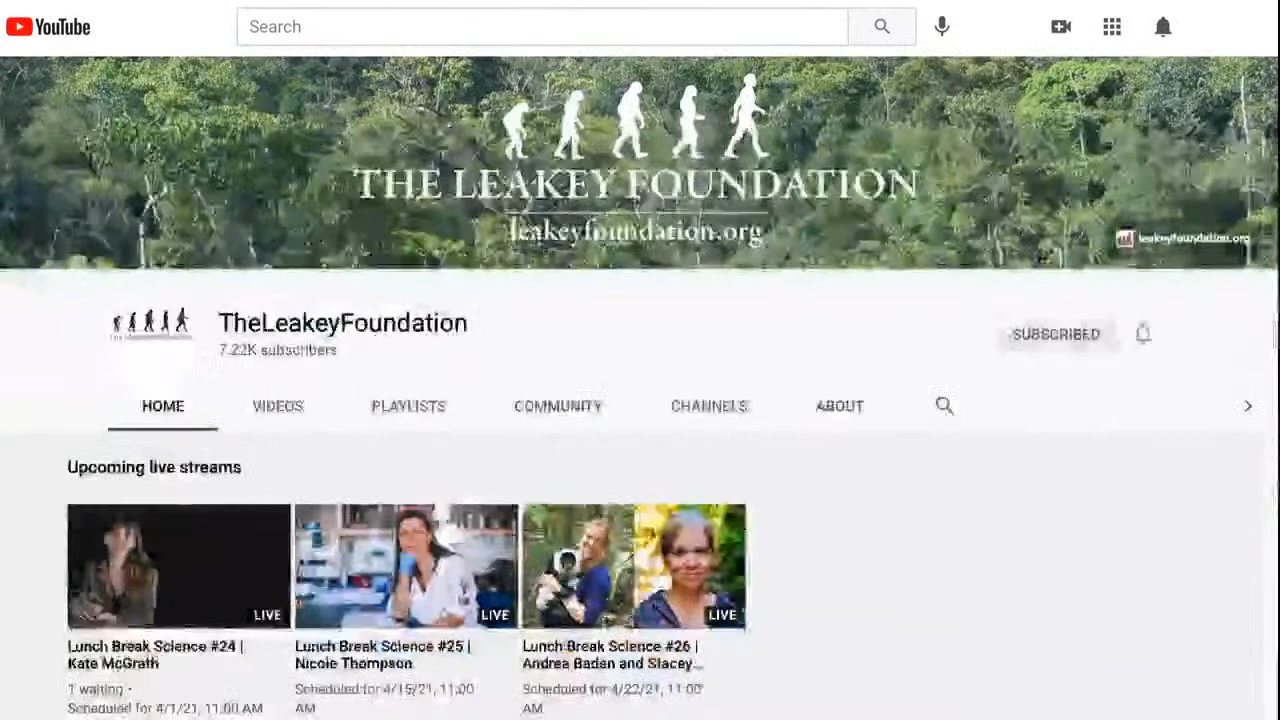 YouTube
Search
THE LEAKEY FOUNDATION
leakeyfoundation.org
leakeyfoundation.org
TheLeakeyFoundation
7.22K subscribers
SUBSCRIBED
HOME VIDEOS PLAYLISTS COMMUNITY CHANNELS ABOUT
Upcoming live streams
LIVE LIVE LIVE
Lunch Break Science #24 |
Kate McGrath
1 waiting •
Scheduled for 4/1/21, 11:00 AM
Lunch Break Science #25 |
Nicole Thompson
Scheduled for 4/15/21, 11:00
AM
Lunch Break Science #26 |
Andrea Baden and Stacey...
Scheduled for 4/22/21, 11:00
AM